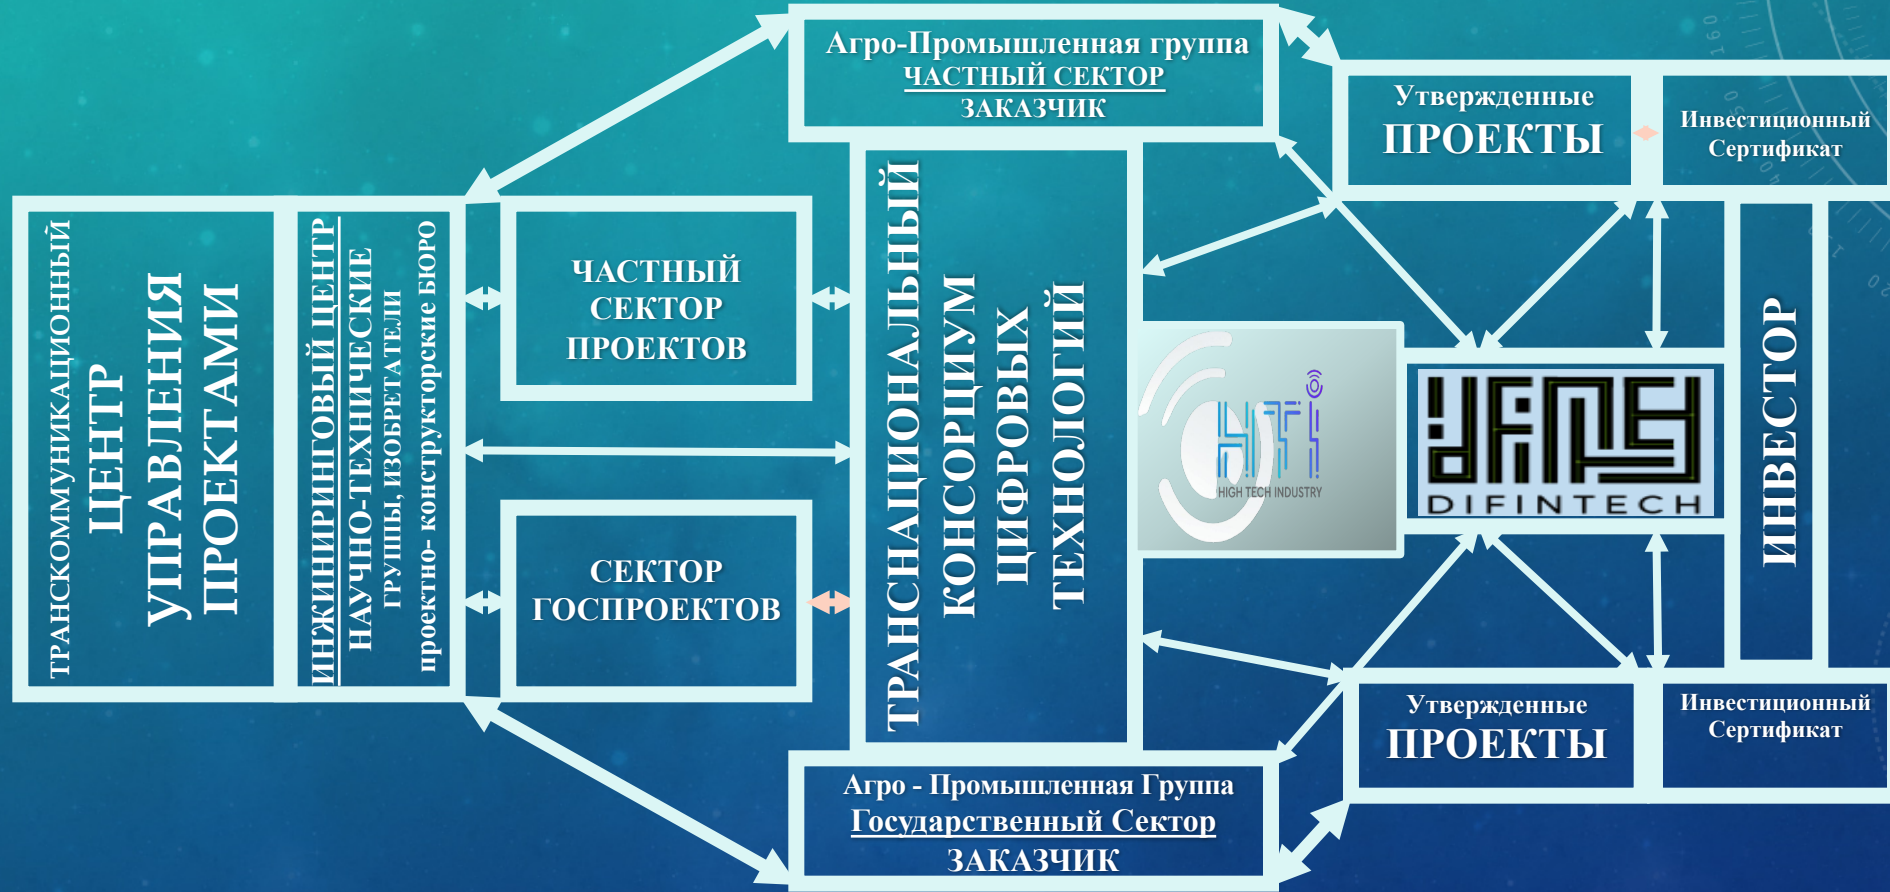 ТРАНСКОММУНИКАЦИОННЫЙ
ЦЕНТР
УПРАВЛЕНИЯ
ПРОЕКТАМИ
ИНЖИНИРИНГОВЫЙ ЦЕНТР
НАУЧНО-ТЕХНИЧЕСКИЕ
ГРУППЫ, ИЗОБРЕТАТЕЛИ
проектно- конструкторские БЮРО
ЧАСТНЫЙ
СЕКТОР
ПРОЕКТОВ
СЕКТОР
ГОСПРОЕКТОВ
Агро-Промышленная группа
ЧАСТНЫЙ СЕКТОР
ЗАКАЗЧИК
ТРАНСНАЦИОНАЛЬНЫЙ
КОНСОРЦИУМ
ЦИФРОВЫХ
ТЕХНОЛОГИЙ
Агро - Промышленная Группа
Государственный Сектор
ЗАКАЗЧИК
HTi
HIGH TECH INDUSTRY
DIFINTECH
Утвержденные
ПРОЕКТЫ
Инвестиционный
Сертификат
ИНВЕСТОР
Утвержденные
ПРОЕКТЫ
Инвестиционный
Сертификат
160